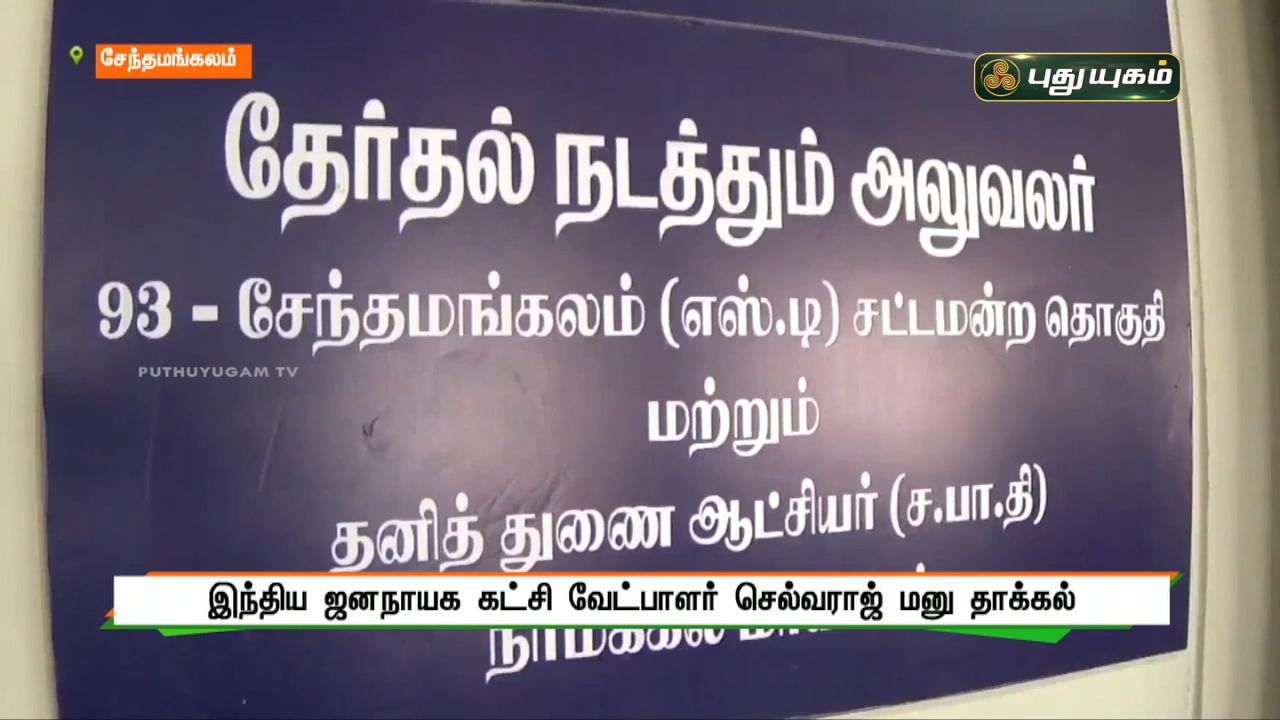 சேந்தமங்கலம்
புதுயுகம்
தேர்தல் நடத்தும் அலுவலர்
93 - சேந்தமங்கலம் (எஸ்.டி) சட்டமன்ற தொகுதி
PUTHUYUGAM TV
மற்றும்
தனித் துணை ஆட்சியர் (ச.பா.தி)
இந்திய ஜனநாயக கட்சி வேட்பாளர் செல்வராஜ் மனு தாக்கல்